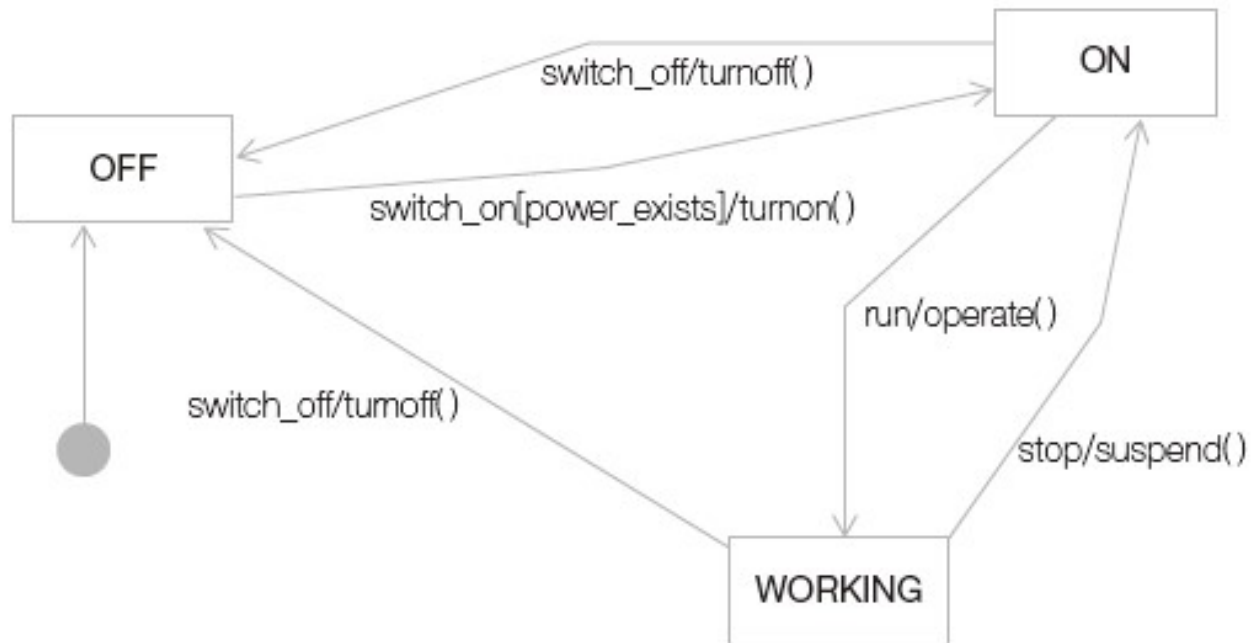 ON
switch_off/turnoff( )
OFF
switch_on[power_exists]/turnon( )
run/operate( )
switch_off/turnoff( )
stop/suspend( )
WORKING